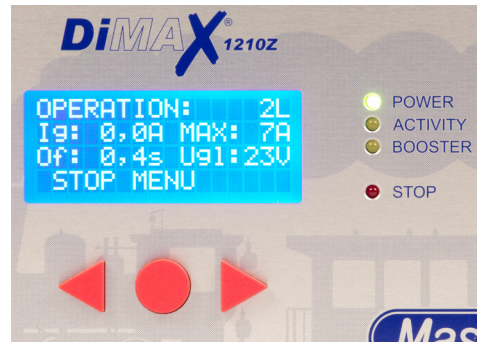 DiMAX® 1210Z
OPERATION: 2L
Ig: 0,0A MAX: 7A
Of: 0,4s Ugl:23V
STOP MENU
POWER
ACTIVITY
BOOSTER
STOP
Mas